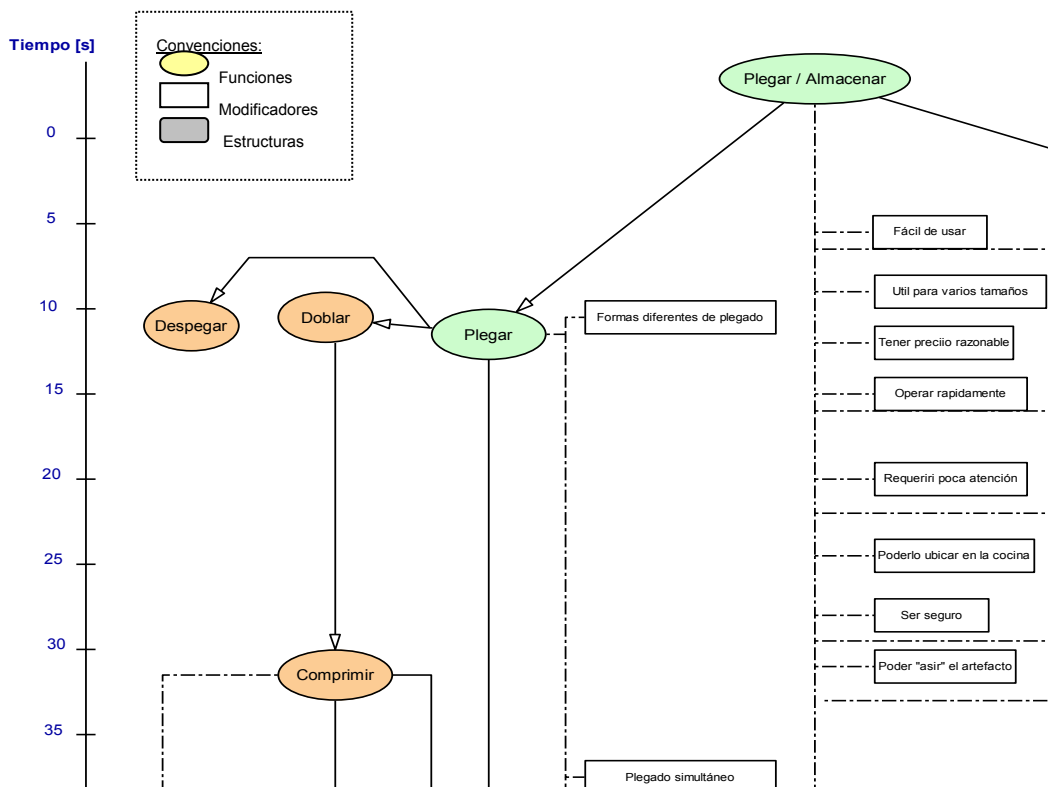 Tiempo [s]
Convenciones:
Funciones
Modificadores
Estructuras
Plegar / Almacenar
0
5
Fácil de usar
Util para varios tamaños
10
Despegar
Doblar
Plegar
Formas diferentes de plegado
Tener preciio razonable
15
Operar rapidamente
20
Requeriri poca atención
25
Poderlo ubicar en la cocina
Ser seguro
30
Comprimir
Poder "asir" el artefacto
35
Plegado simultáneo